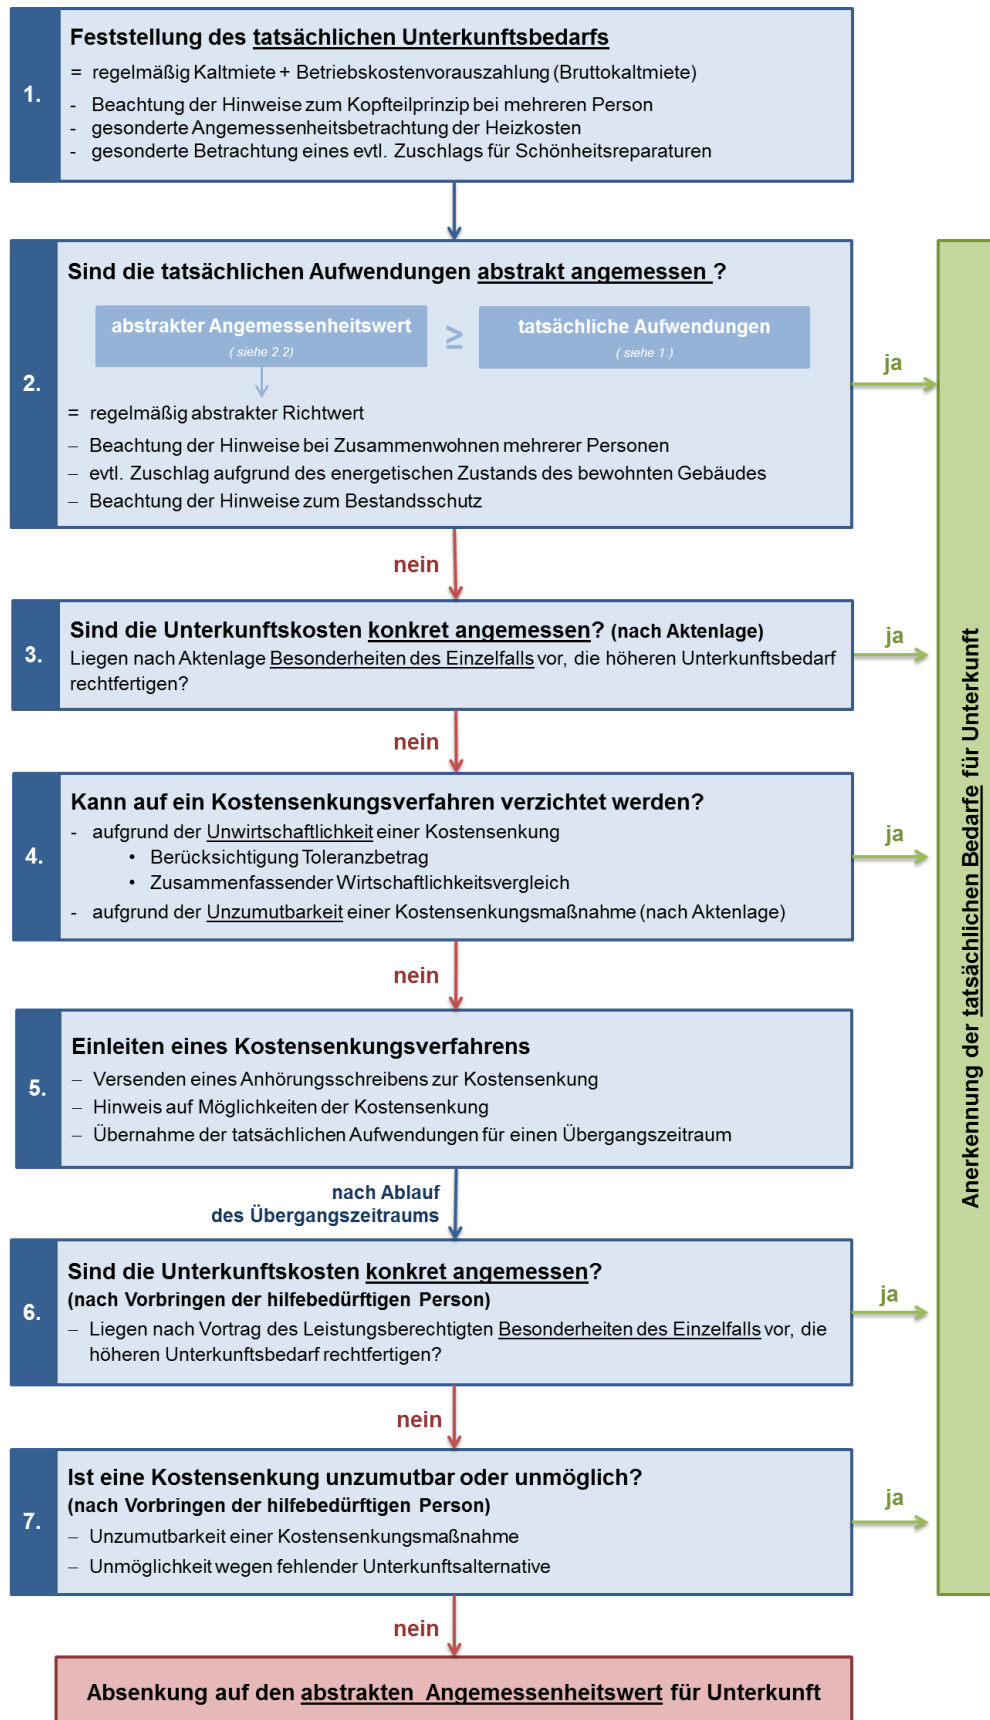 1.
Feststellung des tatsächlichen Unterkunftsbedarfs
= regelmäßig Kaltmiete + Betriebskostenvorauszahlung (Bruttokaltmiete)
- Beachtung der Hinweise zum Kopfteilprinzip bei mehreren Person
- gesonderte Angemessenheitsbetrachtung der Heizkosten
- gesonderte Betrachtung eines evtl. Zuschlags für Schönheitsreparaturen
2.
Sind die tatsächlichen Aufwendungen abstrakt angemessen ?
abstrakter Angemessenheitswert
( siehe 2.2)
≥
tatsächliche Aufwendungen
( siehe 1.)
= regelmäßig abstrakter Richtwert
– Beachtung der Hinweise bei Zusammenwohnen mehrerer Personen
– evtl. Zuschlag aufgrund des energetischen Zustands des bewohnten Gebäudes
– Beachtung der Hinweise zum Bestandsschutz
ja
nein
3.
Sind die Unterkunftskosten konkret angemessen? (nach Aktenlage)
Liegen nach Aktenlage Besonderheiten des Einzelfalls vor, die höheren Unterkunftsbedarf
rechtfertigen?
ja
nein
4.
Kann auf ein Kostensenkungsverfahren verzichtet werden?
- aufgrund der Unwirtschaftlichkeit einer Kostensenkung
• Berücksichtigung Toleranzbetrag
• Zusammenfassender Wirtschaftlichkeitsvergleich
- aufgrund der Unzumutbarkeit einer Kostensenkungsmaßnahme (nach Aktenlage)
ja
nein
5.
Einleiten eines Kostensenkungsverfahrens
– Versenden eines Anhörungsschreibens zur Kostensenkung
– Hinweis auf Möglichkeiten der Kostensenkung
– Übernahme der tatsächlichen Aufwendungen für einen Übergangszeitraum
nach Ablauf
des Übergangszeitraums
6.
Sind die Unterkunftskosten konkret angemessen?
(nach Vorbringen der hilfebedürftigen Person)
– Liegen nach Vortrag des Leistungsberechtigten Besonderheiten des Einzelfalls vor, die
höheren Unterkunftsbedarf rechtfertigen?
ja
nein
7.
Ist eine Kostensenkung unzumutbar oder unmöglich?
(nach Vorbringen der hilfebedürftigen Person)
– Unzumutbarkeit einer Kostensenkungsmaßnahme
– Unmöglichkeit wegen fehlender Unterkunftsalternative
ja
nein
Absenkung auf den abstrakten Angemessenheitswert für Unterkunft
Anerkennung der tatsächlichen Bedarfe für Unterkunft